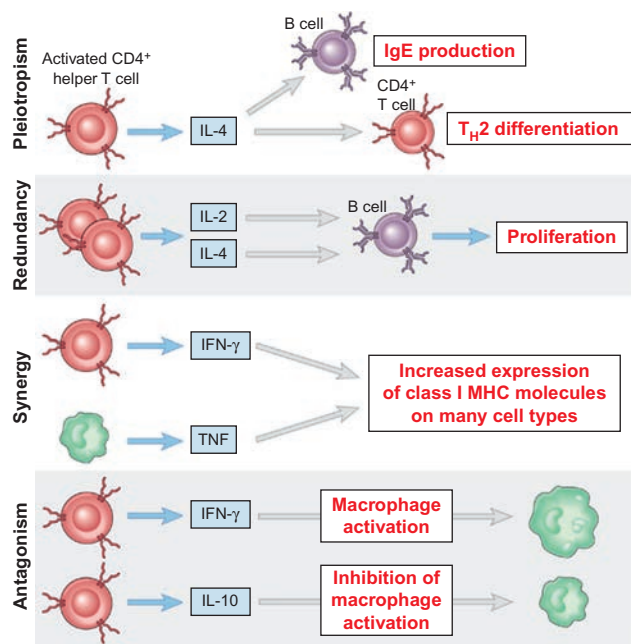 Pleiotropism
Activated CD4+
helper T cell
IL-4
B cell
IgE production
CD4+
T cell
TH2 differentiation
Redundancy
IL-2
IL-4
B cell
Proliferation
Synergy
IFN-γ
TNF
Increased expression
of class I MHC molecules
on many cell types
Antagonism
IFN-γ
Macrophage
activation
IL-10
Inhibition of
macrophage
activation